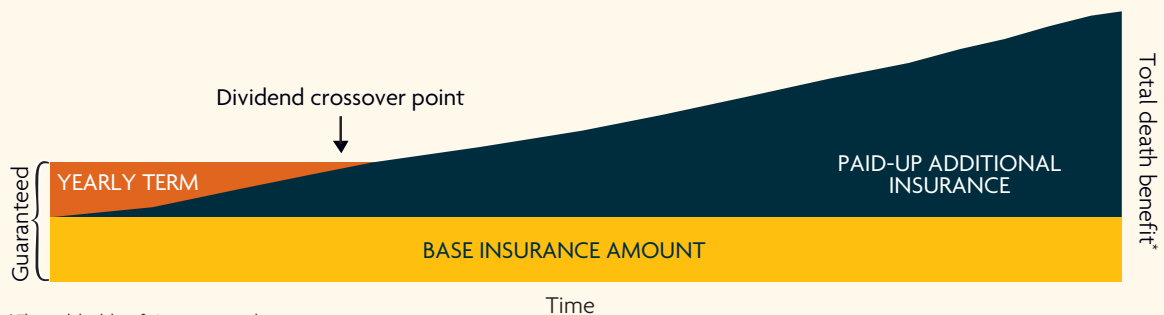 Dividend crossover point
Guaranteed
YEARLY TERM
PAID-UP ADDITIONAL
INSURANCE
BASE INSURANCE AMOUNT
Total death benefit*
Time